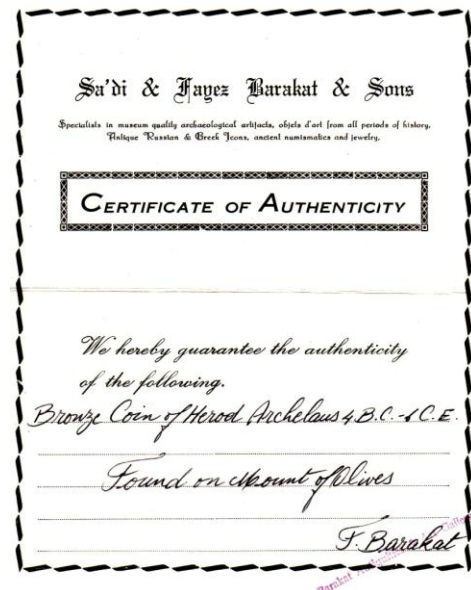 Sa'di & Fayez Barakat & Sons
Specialists in museum quality archaeological artifacts, objets d'art from all periods of history,
Antique Russian & Greek Icons, ancient numismatics and jewelry.
CERTIFICATE OF AUTHENTICITY
We hereby guarantee the authenticity
of the following.
Bronze Coin of Herod Archelaus 4 B.C. - C.E.
Found on Mount of Olives
F. Barakat
Barakat